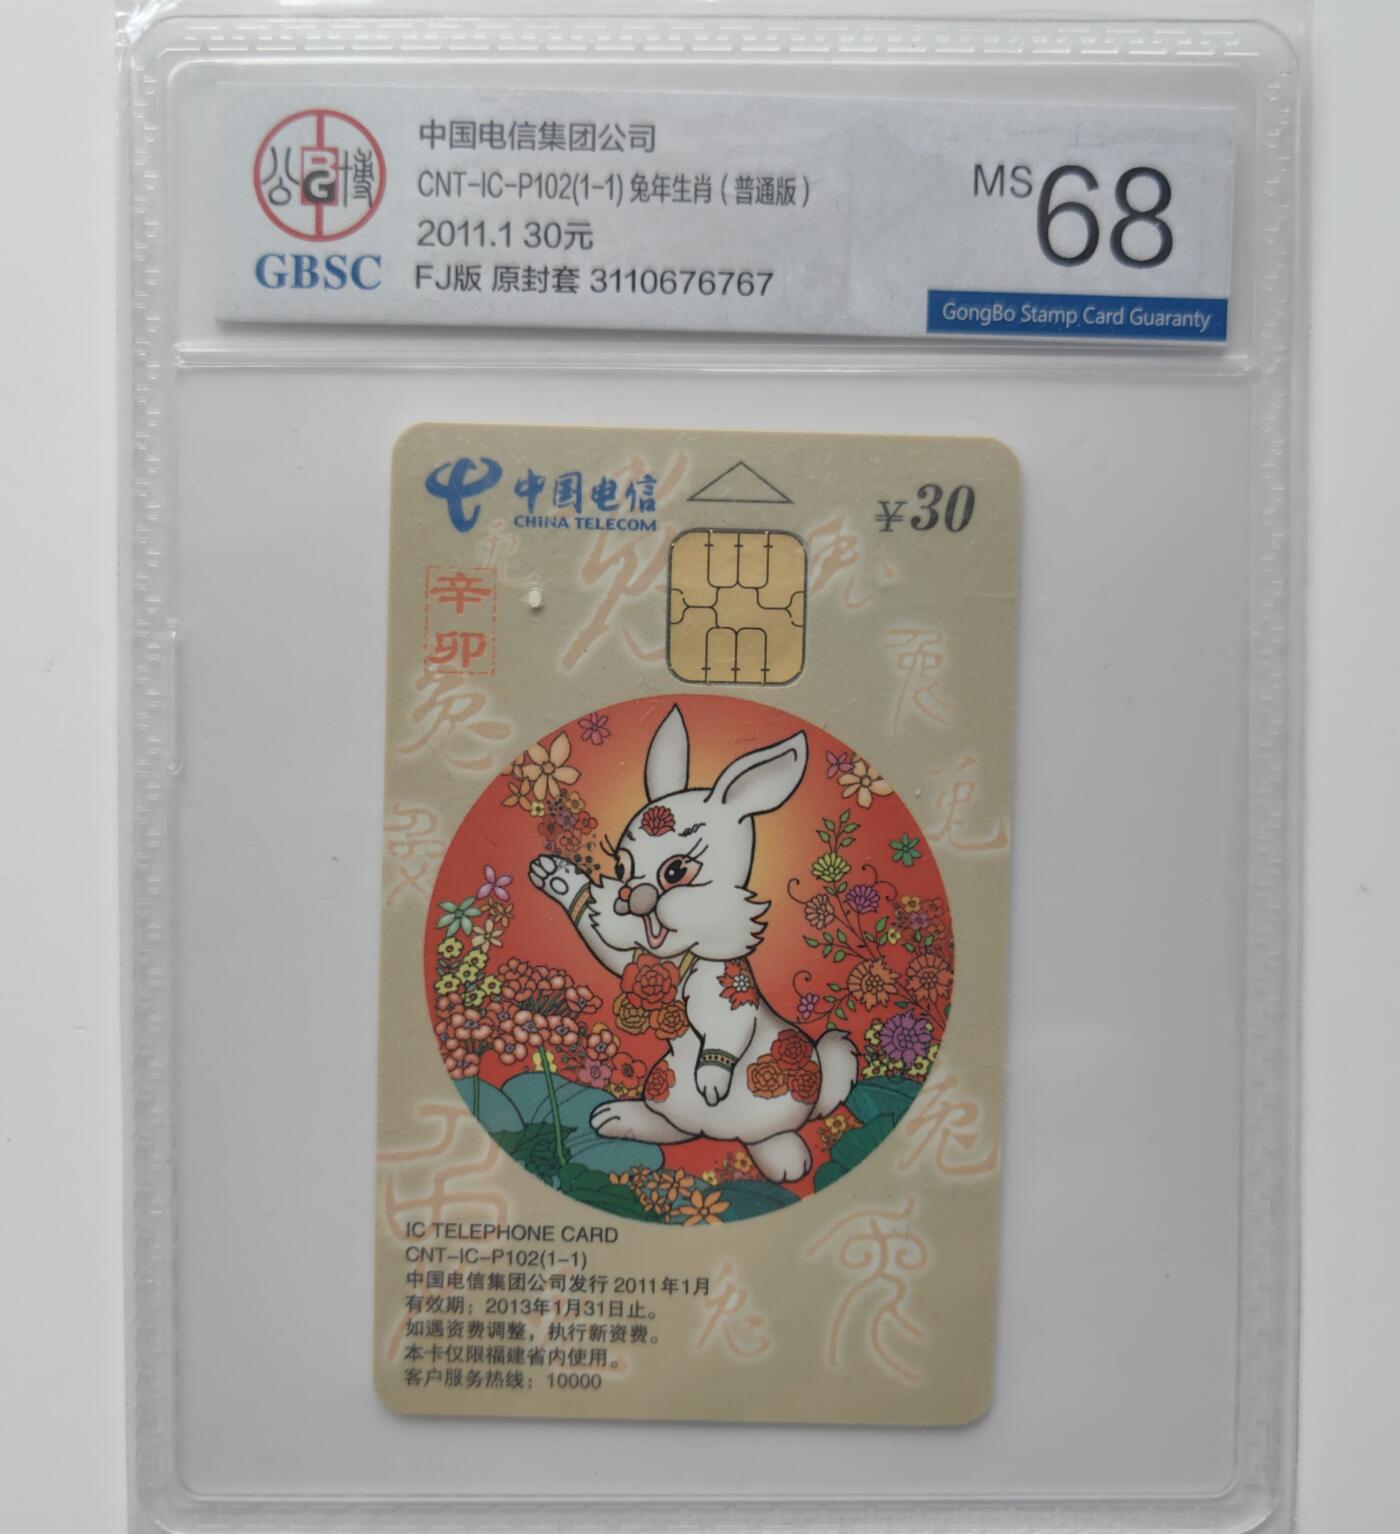 公 博
BG
GBSC
中国电信集团公司
CNT-IC-P102(1-1) 兔年生肖（普通版）
2011.1 30元
FJ版 原封套 3110676767
MS 68
GongBo Stamp Card Guaranty
中国电信
CHINA TELECOM
¥30
辛
卯
IC TELEPHONE CARD
CNT-IC-P102(1-1)
中国电信集团公司发行 2011年1月
有效期：2013年1月31日止。
如遇资费调整，执行新资费。
本卡仅限福建省内使用。
客户服务热线：10000